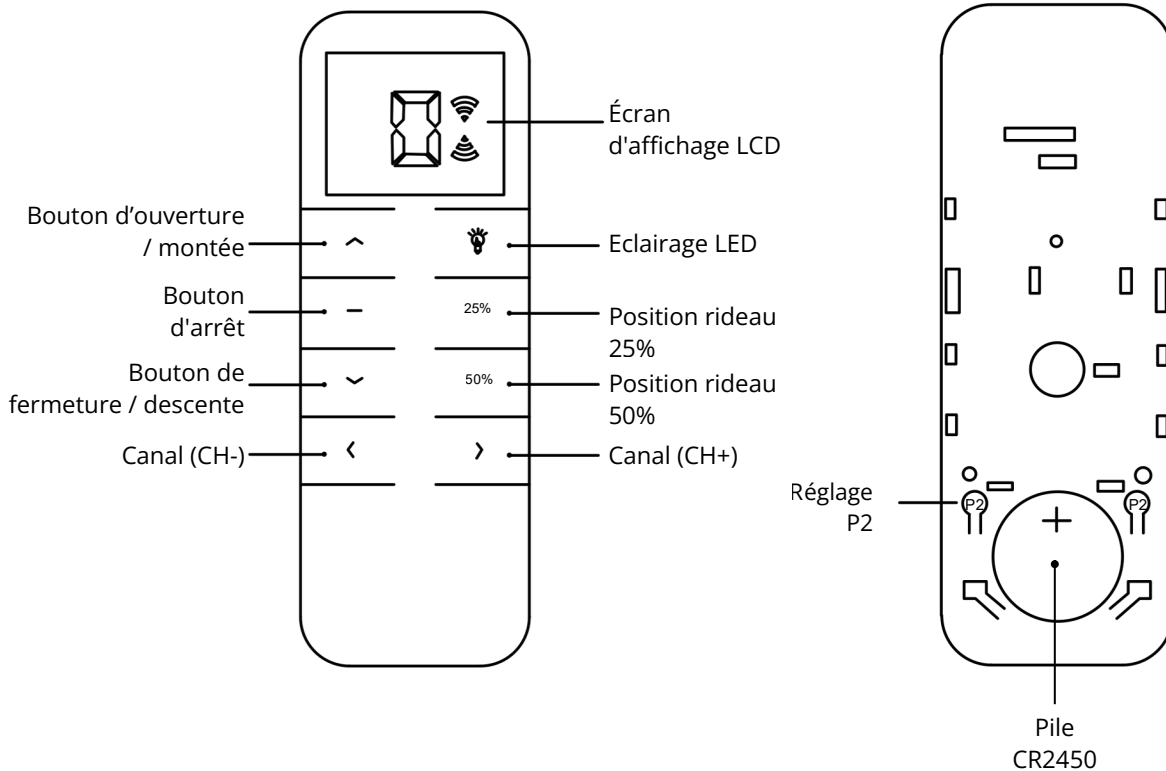 Écran
d'affichage LCD
Bouton d’ouverture
/ montée
Eclairage LED
Bouton
d'arrêt
25%
Position rideau
25%
Bouton de
fermeture / descente
50%
Position rideau
50%
Canal (CH-)
Canal (CH+)
Réglage
P2
P2
P2
Pile
CR2450